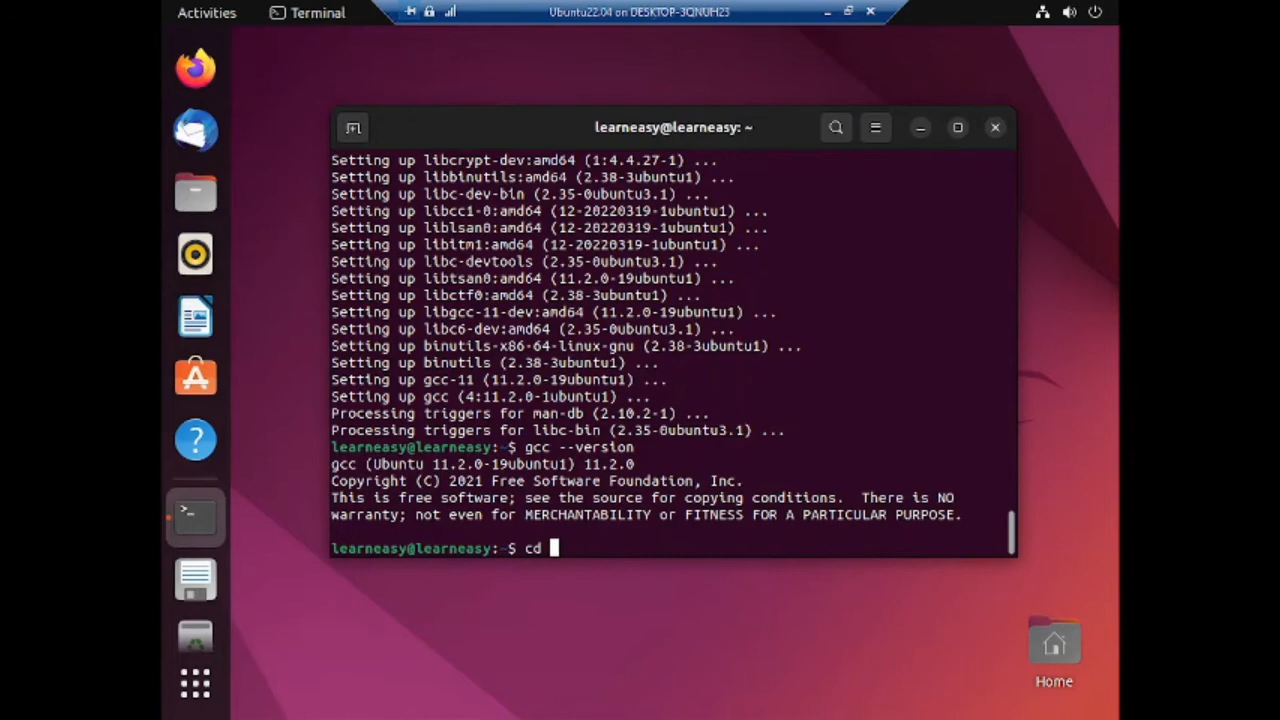 Activities
Terminal
Ubuntu22.04 on DESKTOP-3QNUH23
learneasy@learneasy: ~
Setting up libcrypt-dev:amd64 (1:4.4.27-1) ...
Setting up libbinutils:amd64 (2.38-3ubuntu1) ...
Setting up libc-dev-bin (2.35-0ubuntu3.1) ...
Setting up libcc1-0:amd64 (12-20220319-1ubuntu1) ...
Setting up liblsan0:amd64 (12-20220319-1ubuntu1) ...
Setting up libitm1:amd64 (12-20220319-1ubuntu1) ...
Setting up libc-devtools (2.35-0ubuntu3.1) ...
Setting up libtsan0:amd64 (11.2.0-19ubuntu1) ...
Setting up libctf0:amd64 (2.38-3ubuntu1) ...
Setting up libgcc-11-dev:amd64 (11.2.0-19ubuntu1) ...
Setting up libc6-dev:amd64 (2.35-0ubuntu3.1) ...
Setting up binutils-x86-64-linux-gnu (2.38-3ubuntu1) ...
Setting up binutils (2.38-3ubuntu1) ...
Setting up gcc-11 (11.2.0-19ubuntu1) ...
Setting up gcc (4:11.2.0-1ubuntu1) ...
Processing triggers for man-db (2.10.2-1) ...
Processing triggers for libc-bin (2.35-0ubuntu3.1) ...
learneasy@learneasy:~$ gcc --version
gcc (Ubuntu 11.2.0-19ubuntu1) 11.2.0
Copyright (C) 2021 Free Software Foundation, Inc.
This is free software; see the source for copying conditions.  There is NO
warranty; not even for MERCHANTABILITY or FITNESS FOR A PARTICULAR PURPOSE.
learneasy@learneasy:~$ cd
Home